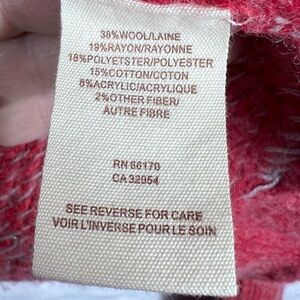 38%WOOL/LAINE
19%RAYON/RAYONNE
18%POLYETSTER/POLYESTER
15%COTTON/COTON
8%ACRYLIC/ACRYLIQUE
2%OTHER FIBER/
AUTRE FIBRE
RN 66170
CA 32054
SEE REVERSE FOR CARE
VOIR L'INVERSE POUR LE SOIN